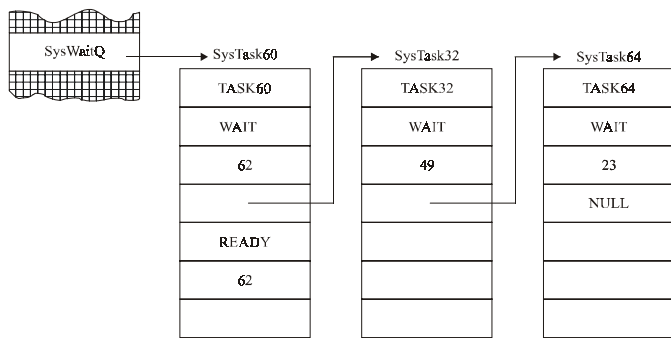 SysWaitQ
SysTask60
TASK60
WAIT
62
READY
62
SysTask32
TASK32
WAIT
49
SysTask64
TASK64
WAIT
23
NULL